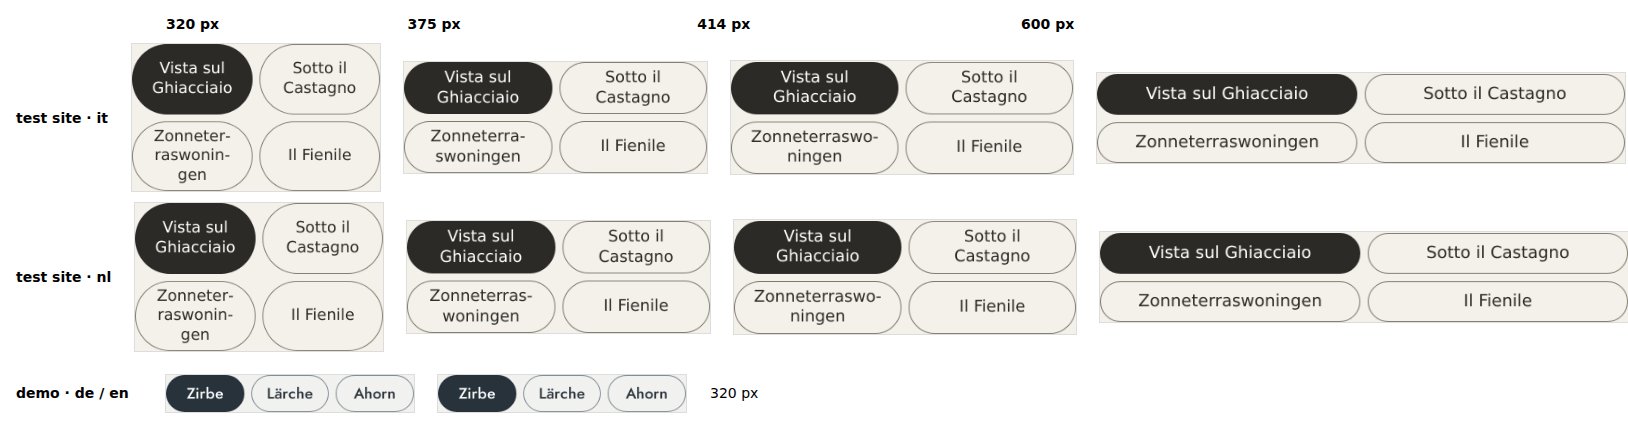 320 px
375 px
414 px
600 px
test site · it
Vista sul
Ghiacciaio
Sotto il
Castagno
Zonneter-
raswonin-
gen
Il Fienile
Vista sul
Ghiacciaio
Sotto il
Castagno
Zonneterra-
swoningen
Il Fienile
Vista sul
Ghiacciaio
Sotto il
Castagno
Zonneterraswo-
ningen
Il Fienile
Vista sul Ghiacciaio
Sotto il Castagno
Zonneterraswoningen
Il Fienile
test site · nl
Vista sul
Ghiacciaio
Sotto il
Castagno
Zonneter-
raswonin-
gen
Il Fienile
Vista sul
Ghiacciaio
Sotto il
Castagno
Zonneterras-
woningen
Il Fienile
Vista sul
Ghiacciaio
Sotto il
Castagno
Zonneterraswo-
ningen
Il Fienile
Vista sul Ghiacciaio
Sotto il Castagno
Zonneterraswoningen
Il Fienile
demo · de / en
Zirbe
Lärche
Ahorn
Zirbe
Lärche
Ahorn
320 px